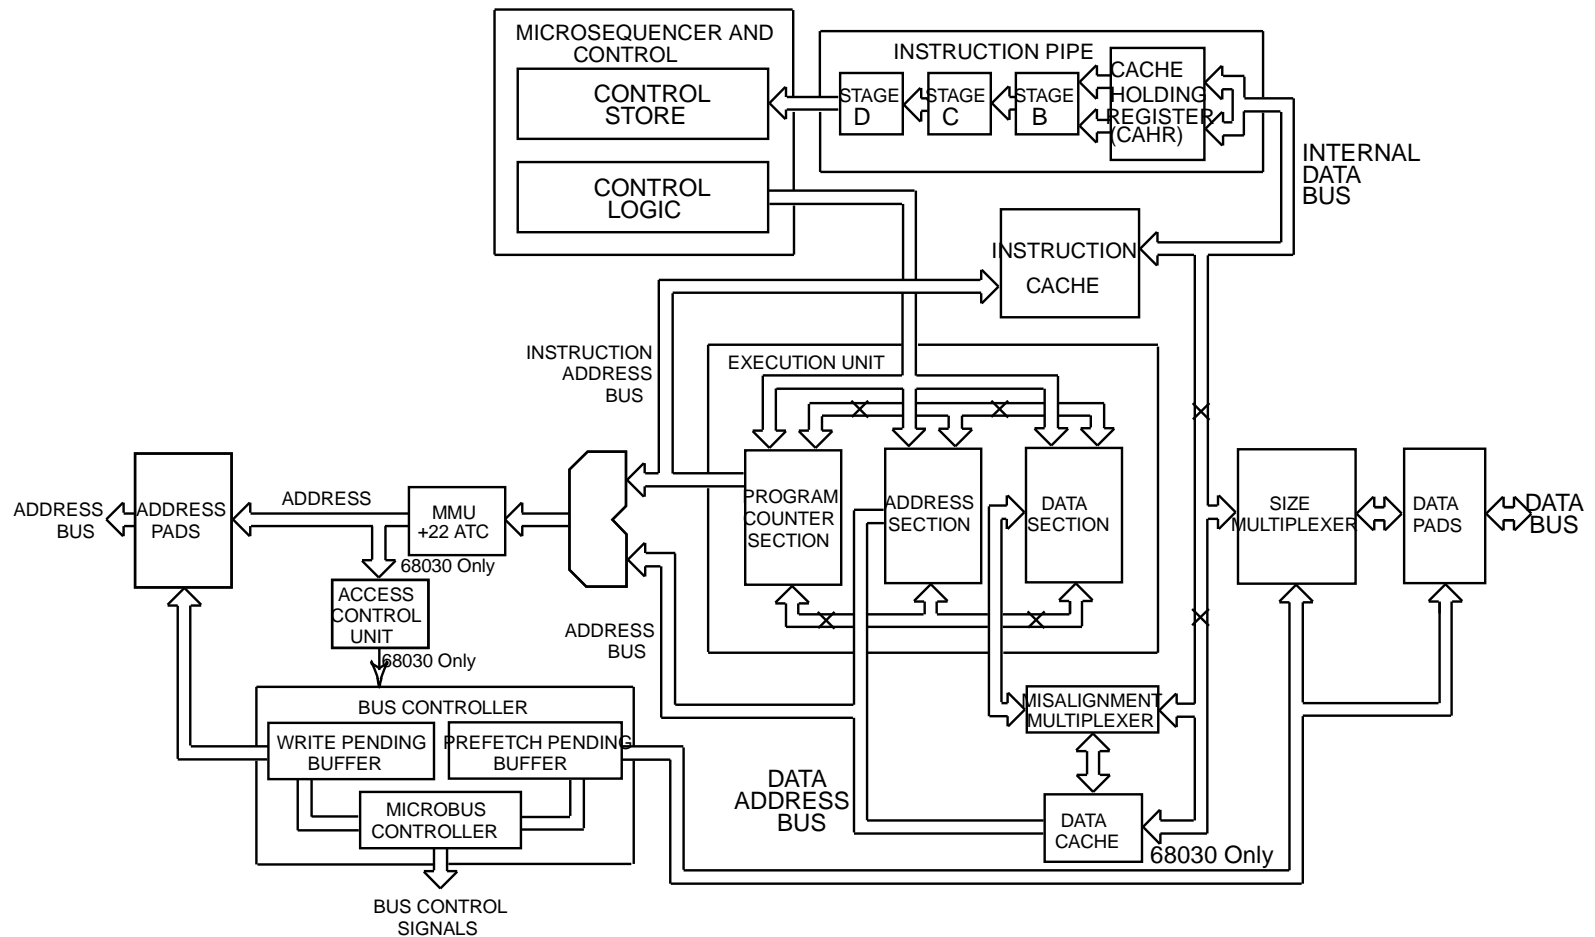 MICROSEQUENCER AND
CONTROL
CONTROL
STORE
CONTROL
LOGIC
INSTRUCTION PIPE
STAGE
D
STAGE
C
STAGE
B
CACHE
HOLDING
REGISTER
(CAHR)
INTERNAL
DATA
BUS
INSTRUCTION
CACHE
INSTRUCTION
ADDRESS
BUS
EXECUTION UNIT
PROGRAM
COUNTER
SECTION
ADDRESS
SECTION
DATA
SECTION
ADDRESS
BUS
ADDRESS
PADS
ADDRESS
MMU
+22 ATC
68030 Only
ACCESS
CONTROL
UNIT
68030 Only
SIZE
MULTIPLEXER
DATA
PADS
DATA
BUS
ADDRESS
BUS
BUS CONTROLLER
WRITE PENDING
BUFFER
PREFETCH PENDING
BUFFER
MICROBUS
CONTROLLER
BUS CONTROL
SIGNALS
MISALIGNMENT
MULTIPLEXER
DATA
ADDRESS
BUS
DATA
CACHE
68030 Only